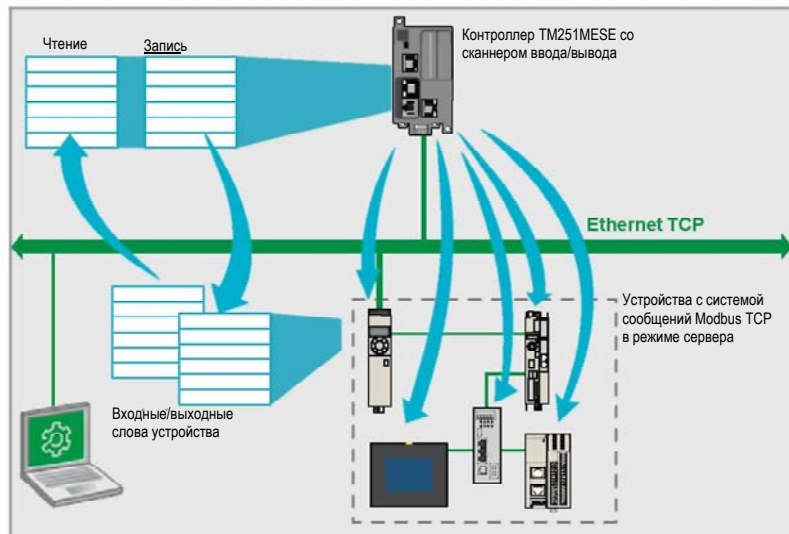 Чтение
Запись
Контроллер TM251MESE со
сканнером ввода/вывода
Ethernet TCP
Устройства с системой
сообщений Modbus TCP
в режиме сервера
Входные/выходные
слова устройства